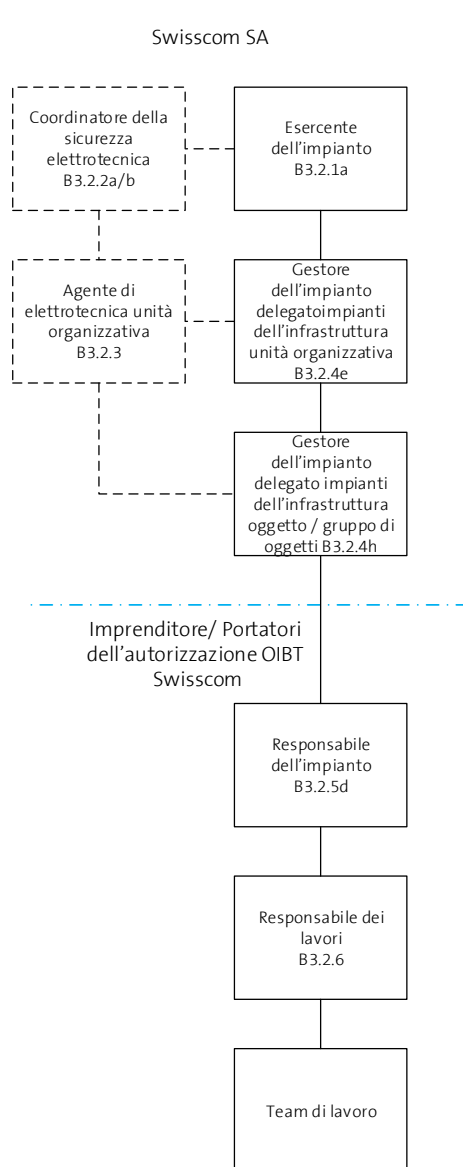 Swisscom SA
Coordinatore della
sicurezza
elettrotecnica
B3.2.2a/b
Esercente
dell'impianto
B3.2.1a
Agente di
elettrotecnica unità
organizzativa
B3.2.3
Gestore
dell'impianto
delegatoimpianti
dell'infrastruttura
unità organizzativa
B3.2.4e
Gestore
dell'impianto
delegato impianti
dell'infrastruttura
oggetto / gruppo di
oggetti B3.2.4h
Imprenditore/ Portatori
dell'autorizzazione OIBT
Swisscom
Responsabile
dell'impianto
B3.2.5d
Responsabile dei
lavori
B3.2.6
Team di lavoro